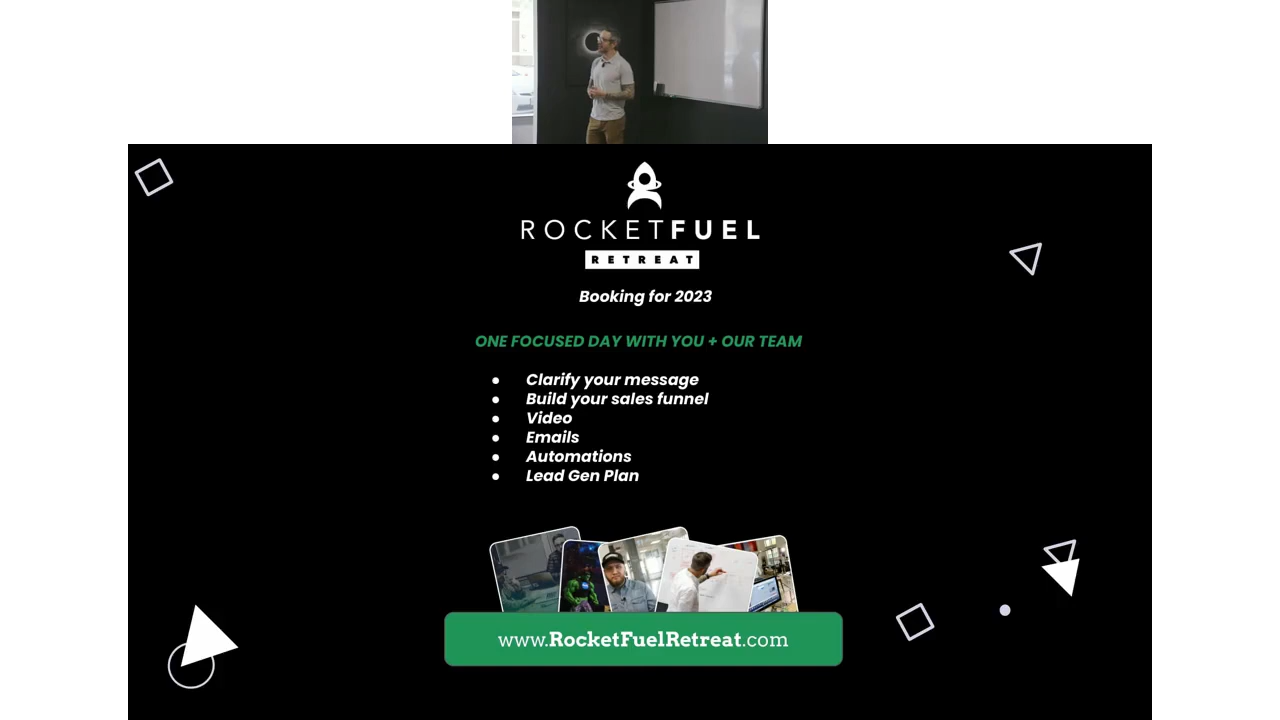 ROCKETFUEL
RETREAT
Booking for 2023
ONE FOCUSED DAY WITH YOU + OUR TEAM
● Clarify your message
● Build your sales funnel
● Video
● Emails
● Automations
● Lead Gen Plan
www.RocketFuelRetreat.com